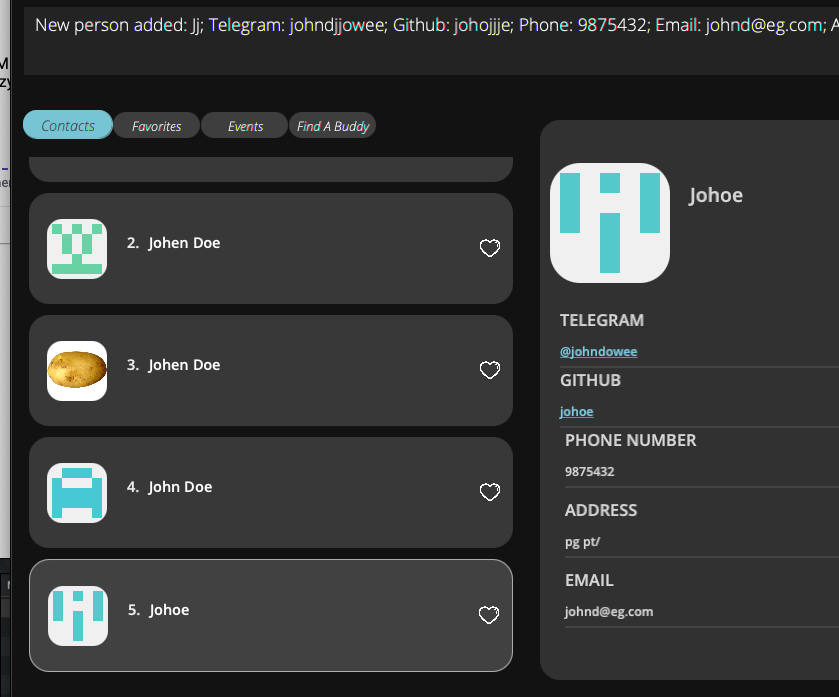 New person added: Jj; Telegram: johndjjowee; Github: johojjje; Phone: 9875432; Email: johnd@eg.com; A
Contacts
Favorites
Events
Find A Buddy
2. Johen Doe
3. Johen Doe
4. John Doe
5. Johoe
Johoe
TELEGRAM
@johndowee
GITHUB
johoe
PHONE NUMBER
9875432
ADDRESS
pg pt/
EMAIL
johnd@eg.com